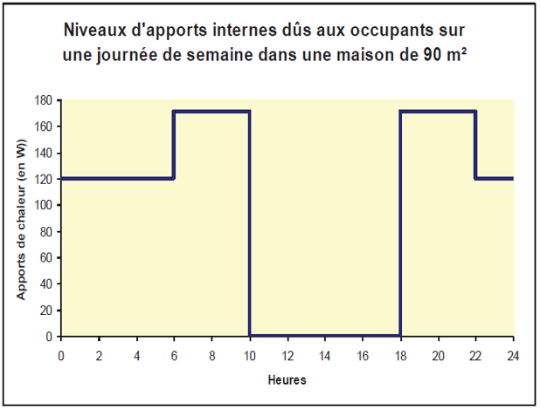 Niveaux d'apports internes dûs aux occupants sur
une journée de semaine dans une maison de 90 m²
Apports de chaleur (en W))
180
160
140
120
100
80
60
40
20
0
0 2 4 6 8 10 12 14 16 18 20 22 24
Heures